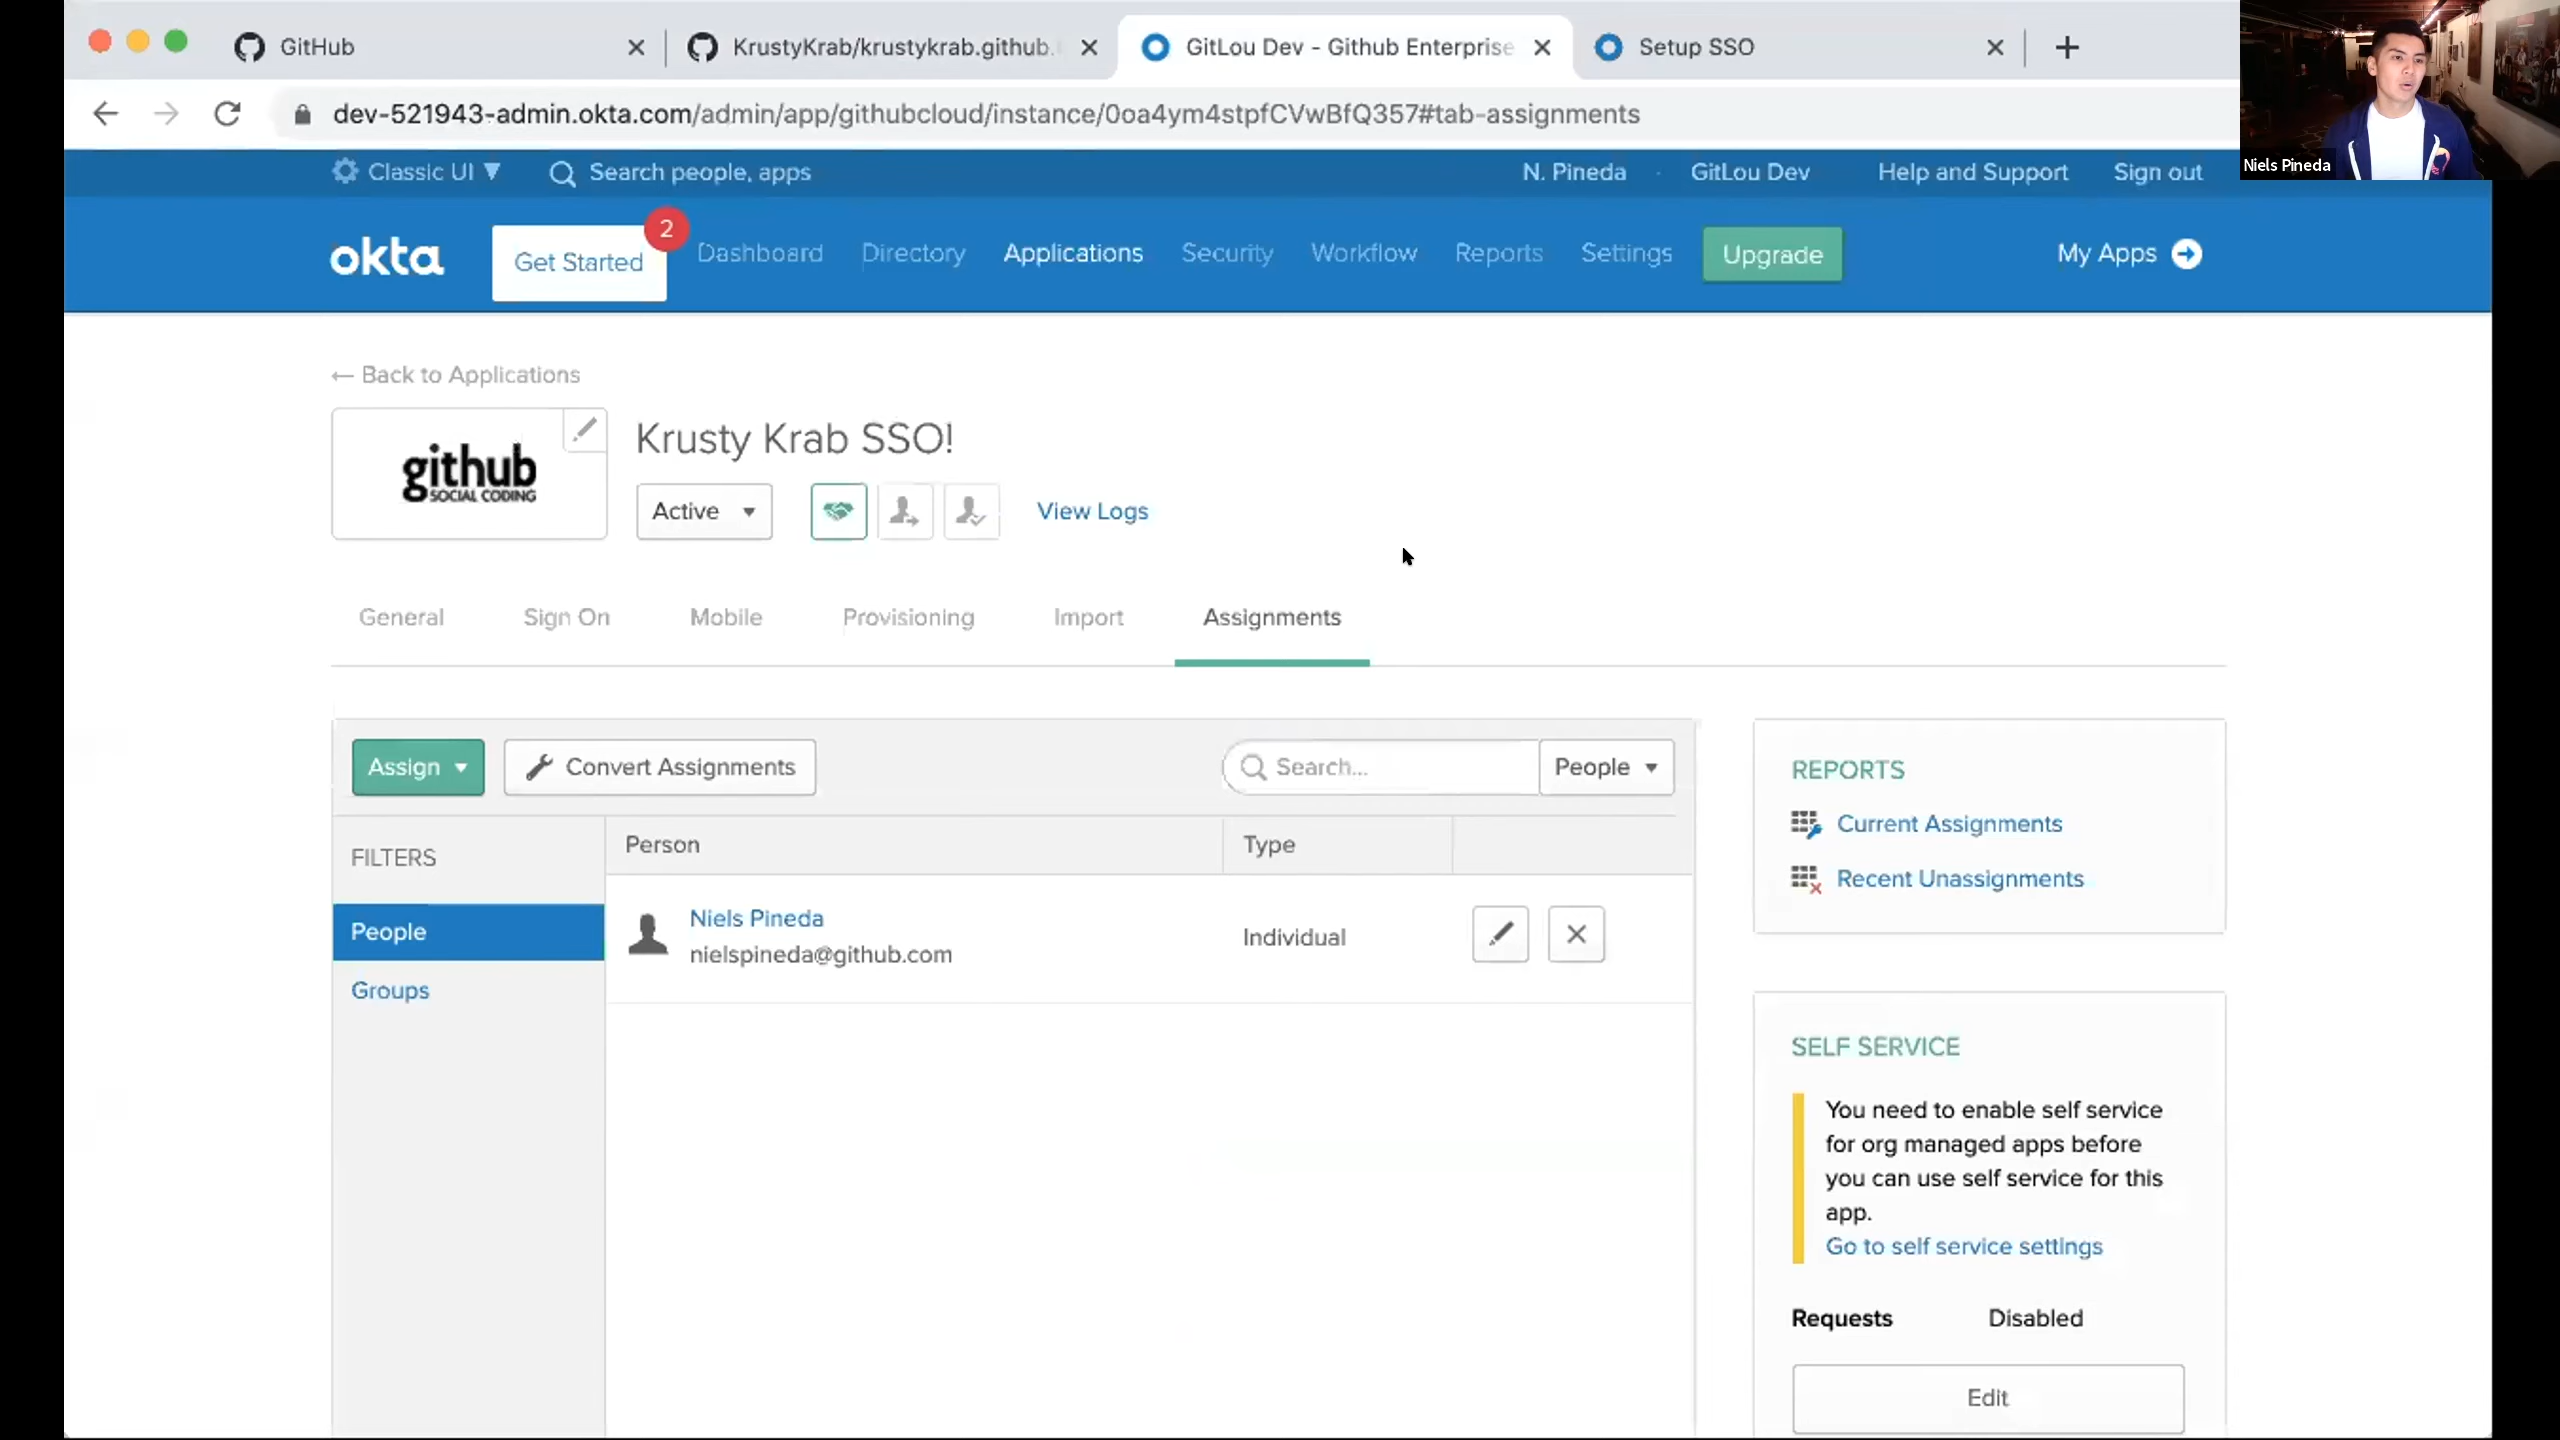 GitHub
KrustyKrab/krustykrab.github.
GitLou Dev - Github Enterprise
Setup SSO
dev-521943-admin.okta.com/admin/app/githubcloud/instance/0oa4ym4stpfCVwBfQ357#tab-assignments
Niels Pineda
Classic UI ▼
Search people, apps
N. Pineda · GitLou Dev
Help and Support
Sign out
okta
Get Started
2
Dashboard
Directory
Applications
Security
Workflow
Reports
Settings
Upgrade
My Apps
← Back to Applications
github
SOCIAL CODING
Krusty Krab SSO!
Active
View Logs
General
Sign On
Mobile
Provisioning
Import
Assignments
Assign
Convert Assignments
Search...
People
FILTERS
People
Groups
Person
Type
Niels Pineda
nielspineda@github.com
Individual
REPORTS
Current Assignments
Recent Unassignments
SELF SERVICE
You need to enable self service
for org managed apps before
you can use self service for this
app.
Go to self service settings
Requests
Disabled
Edit